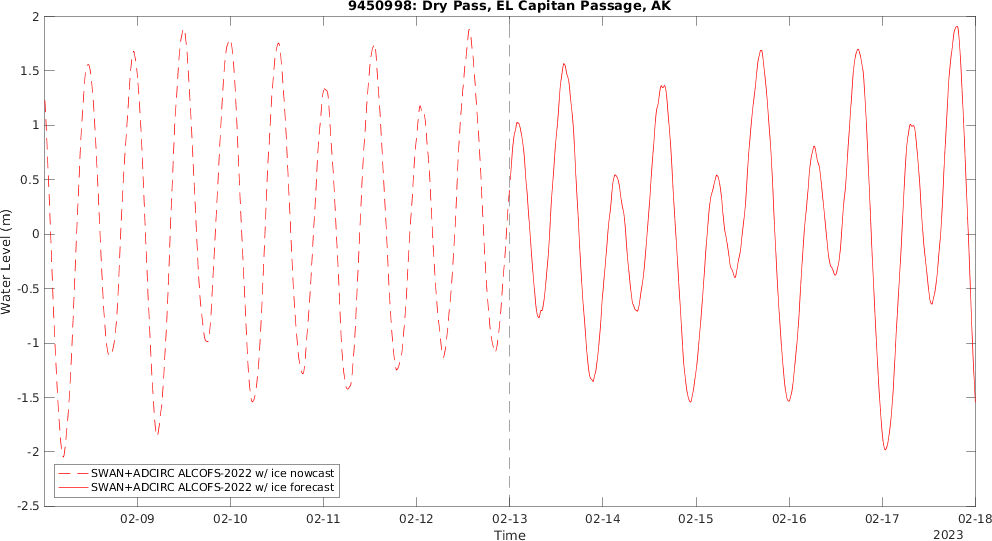 9450998: Dry Pass, EL Capitan Passage, AK
Water Level (m)
2
1.5
1
0.5
0
-0.5
-1
-1.5
-2
-2.5
SWAN+ADCIRC ALCOFS-2022 w/ ice nowcast
SWAN+ADCIRC ALCOFS-2022 w/ ice forecast
02-09 02-10 02-11 02-12 02-13 02-14 02-15 02-16 02-17 02-18
Time
2023